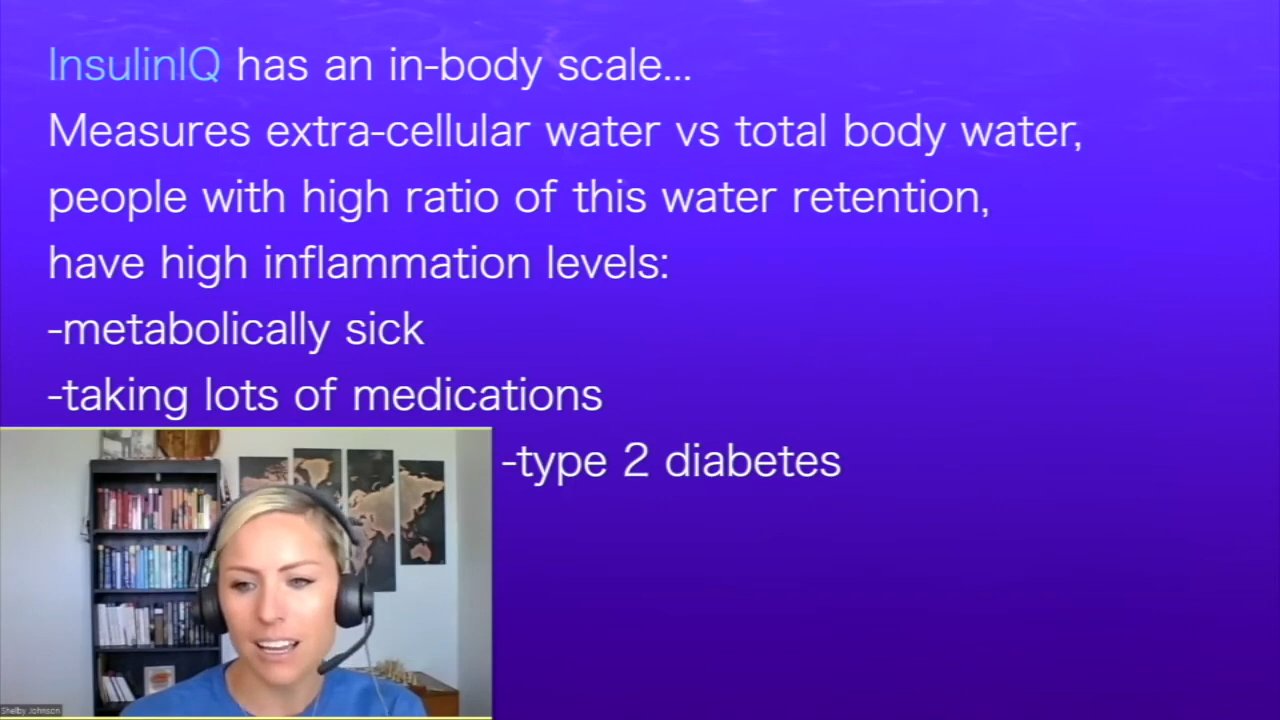 InsulinIQ has an in-body scale...
Measures extra-cellular water vs total body water,
people with high ratio of this water retention,
have high inflammation levels:
-metabolically sick
-taking lots of medications
-type 2 diabetes
Shelby Johnson